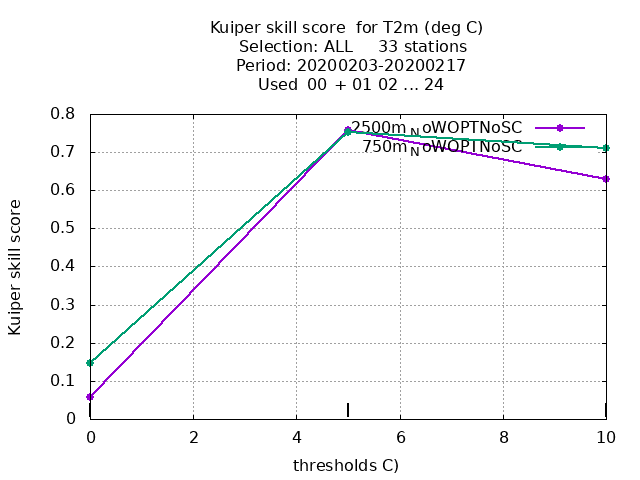 Kuiper skill score  for T2m (deg C)
Selection: ALL     33 stations
Period: 20200203-20200217
Used  00  + 01 02 ... 24
0.8
0.7
0.6
0.5
0.4
0.3
0.2
0.1
0
Kuiper skill score
2500m_NoWOPTNoSC
750m_NoWOPTNoSC
0 2 4 6 8 10
thresholds C)